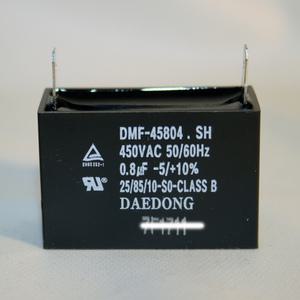 DMF-45804 . SH
450VAC 50/60Hz
0.8µF -5/+10%
25/85/10-S0-CLASS B
DAEDONG